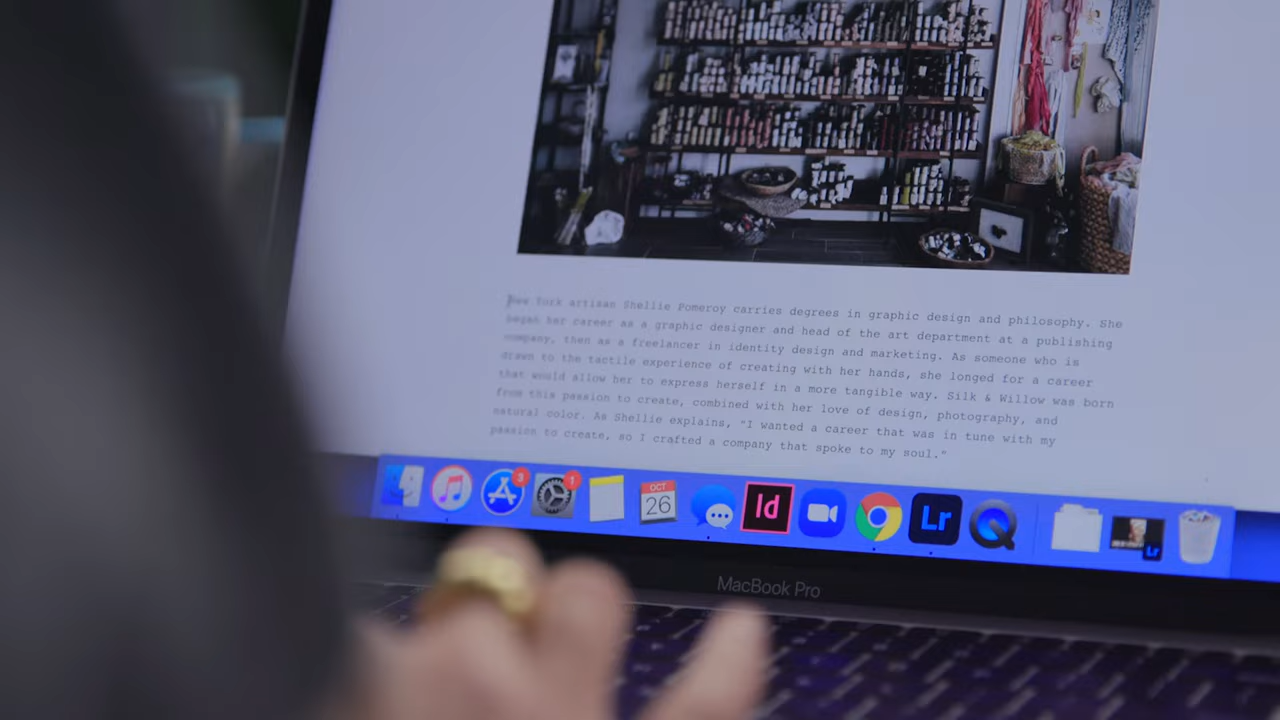 New York artisan Shellie Pomeroy carries degrees in graphic design and philosophy. She
began her career as a graphic designer and head of the art department at a publishing
company, then as a freelancer in identity design and marketing. As someone who is
drawn to the tactile experience of creating with her hands, she longed for a career
that would allow her to express herself in a more tangible way. Silk & Willow was born
from this passion to create, combined with her love of design, photography, and
natural color. As Shellie explains, "I wanted a career that was in tune with my
passion to create, so I crafted a company that spoke to my soul."
3
1
OCT
26
Id
Lr
Lr
MacBook Pro